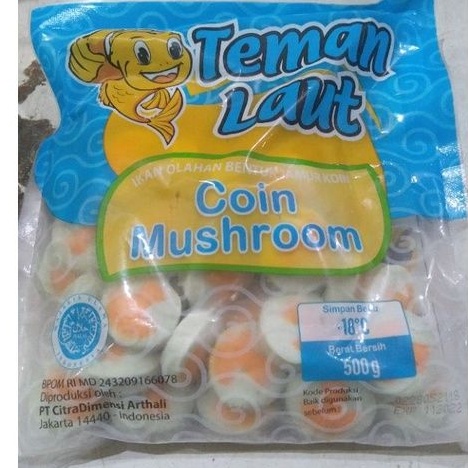 Teman
Laut
IKAN OLAHAN BENTUK JAMUR KOIN
Coin
Mushroom
Simpan Beku
-18°C
Berat Bersih
500g
BPOM RI MD 243209166078
Diproduksi oleh :
PT CitraDimensi Arthali
Jakarta 14440 - Indonesia
Kode Produksi
Baik digunakan
sebelum :